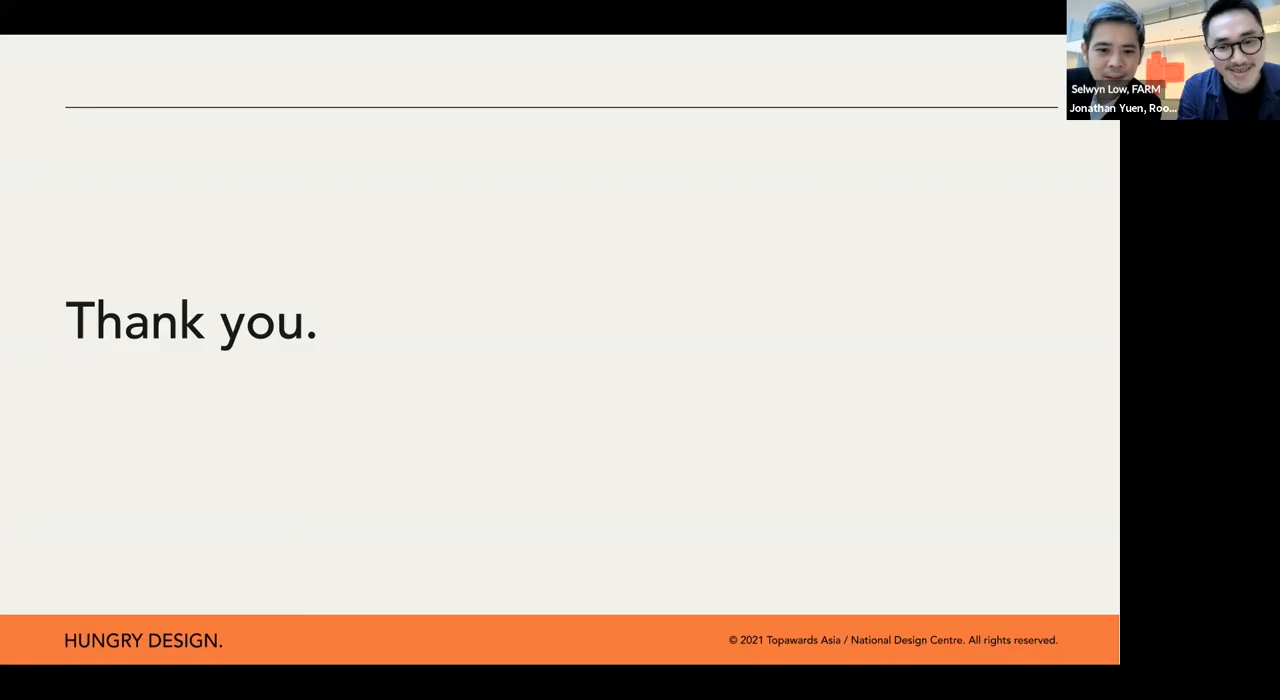 Selwyn Low, FARM
Jonathan Yuen, Roo...
Thank you.
HUNGRY DESIGN.
© 2021 Topawards Asia / National Design Centre. All rights reserved.